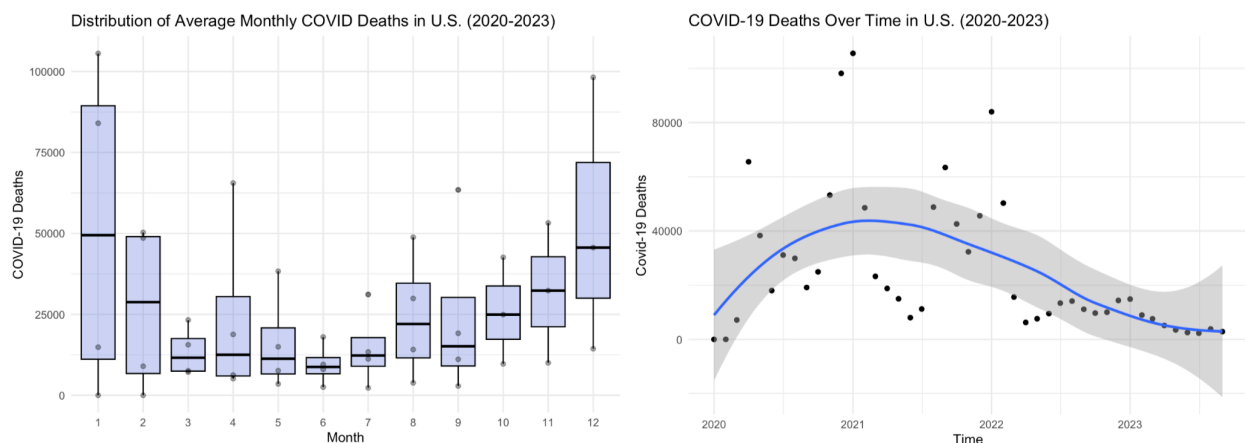 Distribution of Average Monthly COVID Deaths in U.S. (2020-2023)
100000
75000
50000
25000
0
COVID-19 Deaths
1 2 3 4 5 6 7 8 9 10 11 12
Month
COVID-19 Deaths Over Time in U.S. (2020-2023)
80000
40000
0
Covid-19 Deaths
2020 2021 2022 2023
Time